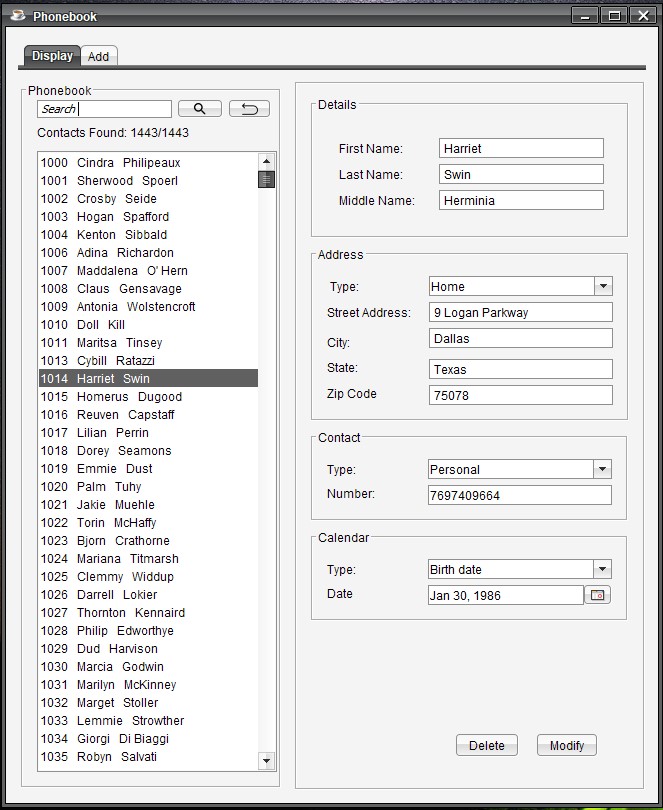 Phonebook
Display Add
Phonebook
Search
Contacts Found: 1443/1443
1000 Cindra Philipeaux
1001 Sherwood Spoerl
1002 Crosby Seide
1003 Hogan Spafford
1004 Kenton Sibbald
1006 Adina Richardon
1007 Maddalena O' Hern
1008 Claus Gensavage
1009 Antonia Wolstencroft
1010 Doll Kill
1011 Maritsa Tinsey
1013 Cybill Ratazzi
1014 Harriet Swin
1015 Homerus Dugood
1016 Reuven Capstaff
1017 Lilian Perrin
1018 Dorey Seamons
1019 Emmie Dust
1020 Palm Tuhy
1021 Jakie Muehle
1022 Torin McHaffy
1023 Bjorn Crathorne
1024 Mariana Titmarsh
1025 Clemmy Widdup
1026 Darrell Lokier
1027 Thornton Kennaird
1028 Philip Edworthye
1029 Dud Harvison
1030 Marcia Godwin
1031 Marilyn McKinney
1032 Marget Stoller
1033 Lemmie Strowther
1034 Giorgi Di Biaggi
1035 Robyn Salvati
Details
First Name: Harriet
Last Name: Swin
Middle Name: Herminia
Address
Type: Home
Street Address: 9 Logan Parkway
City: Dallas
State: Texas
Zip Code 75078
Contact
Type: Personal
Number: 7697409664
Calendar
Type: Birth date
Date Jan 30, 1986
Delete Modify